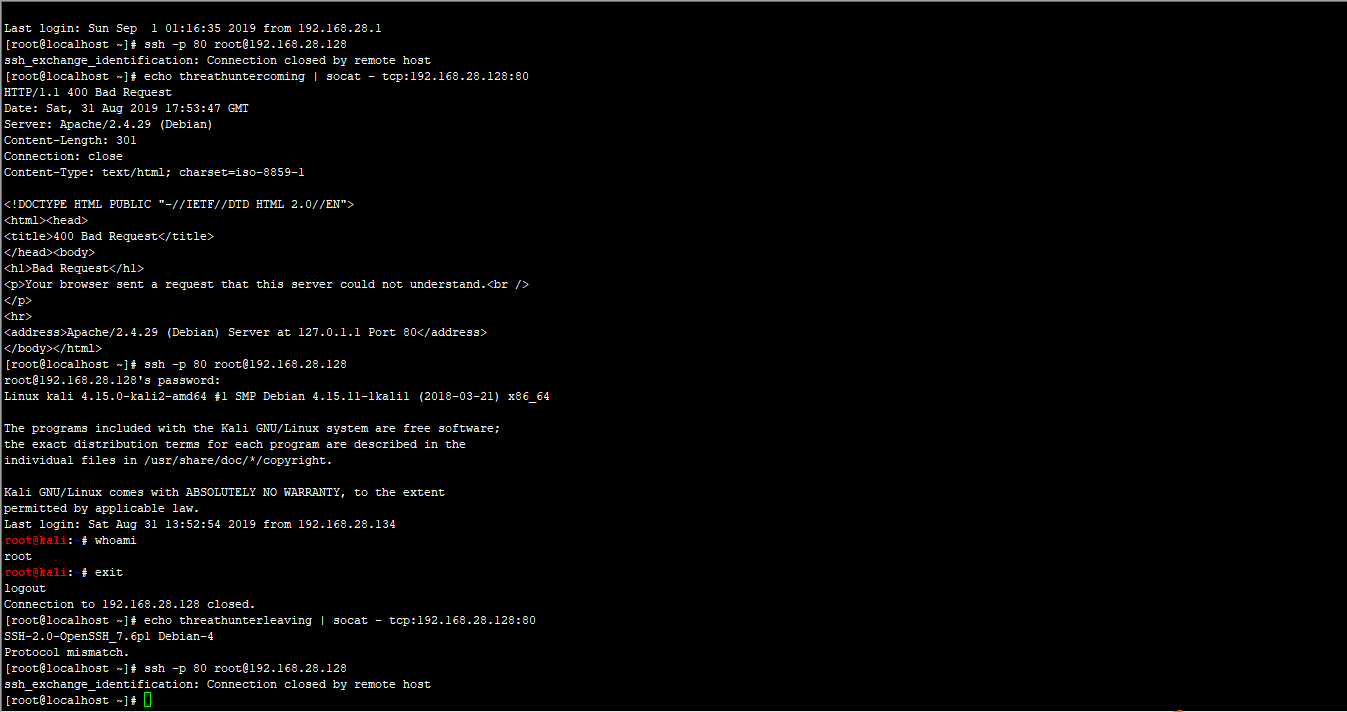 Last login: Sun Sep  1 01:16:35 2019 from 192.168.28.1
[root@localhost ~]# ssh -p 80 root@192.168.28.128
ssh_exchange_identification: Connection closed by remote host
[root@localhost ~]# echo threathuntercoming | socat - tcp:192.168.28.128:80
HTTP/1.1 400 Bad Request
Date: Sat, 31 Aug 2019 17:53:47 GMT
Server: Apache/2.4.29 (Debian)
Content-Length: 301
Connection: close
Content-Type: text/html; charset=iso-8859-1

<!DOCTYPE HTML PUBLIC "-//IETF//DTD HTML 2.0//EN">
<html><head>
<title>400 Bad Request</title>
</head><body>
<h1>Bad Request</h1>
<p>Your browser sent a request that this server could not understand.<br />
</p>
<hr>
<address>Apache/2.4.29 (Debian) Server at 127.0.1.1 Port 80</address>
</body></html>
[root@localhost ~]# ssh -p 80 root@192.168.28.128
root@192.168.28.128's password:
Linux kali 4.15.0-kali2-amd64 #1 SMP Debian 4.15.11-1kali1 (2018-03-21) x86_64

The programs included with the Kali GNU/Linux system are free software;
the exact distribution terms for each program are described in the
individual files in /usr/share/doc/*/copyright.

Kali GNU/Linux comes with ABSOLUTELY NO WARRANTY, to the extent
permitted by applicable law.
Last login: Sat Aug 31 13:52:54 2019 from 192.168.28.134
root@kali:~# whoami
root
root@kali:~# exit
logout
Connection to 192.168.28.128 closed.
[root@localhost ~]# echo threathunterleaving | socat - tcp:192.168.28.128:80
SSH-2.0-OpenSSH_7.6p1 Debian-4
Protocol mismatch.
[root@localhost ~]# ssh -p 80 root@192.168.28.128
ssh_exchange_identification: Connection closed by remote host
[root@localhost ~]#